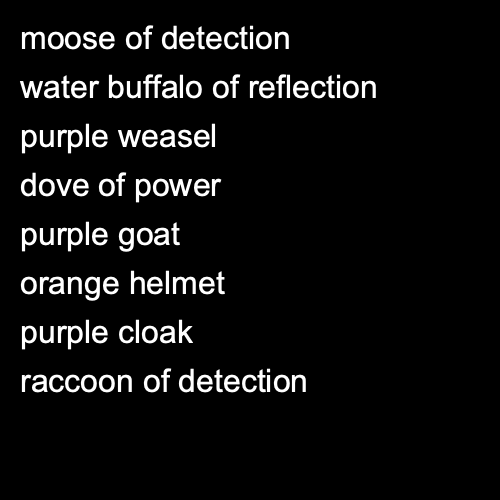 moose of detection
water buffalo of reflection
purple weasel
dove of power
purple goat
orange helmet
purple cloak
raccoon of detection